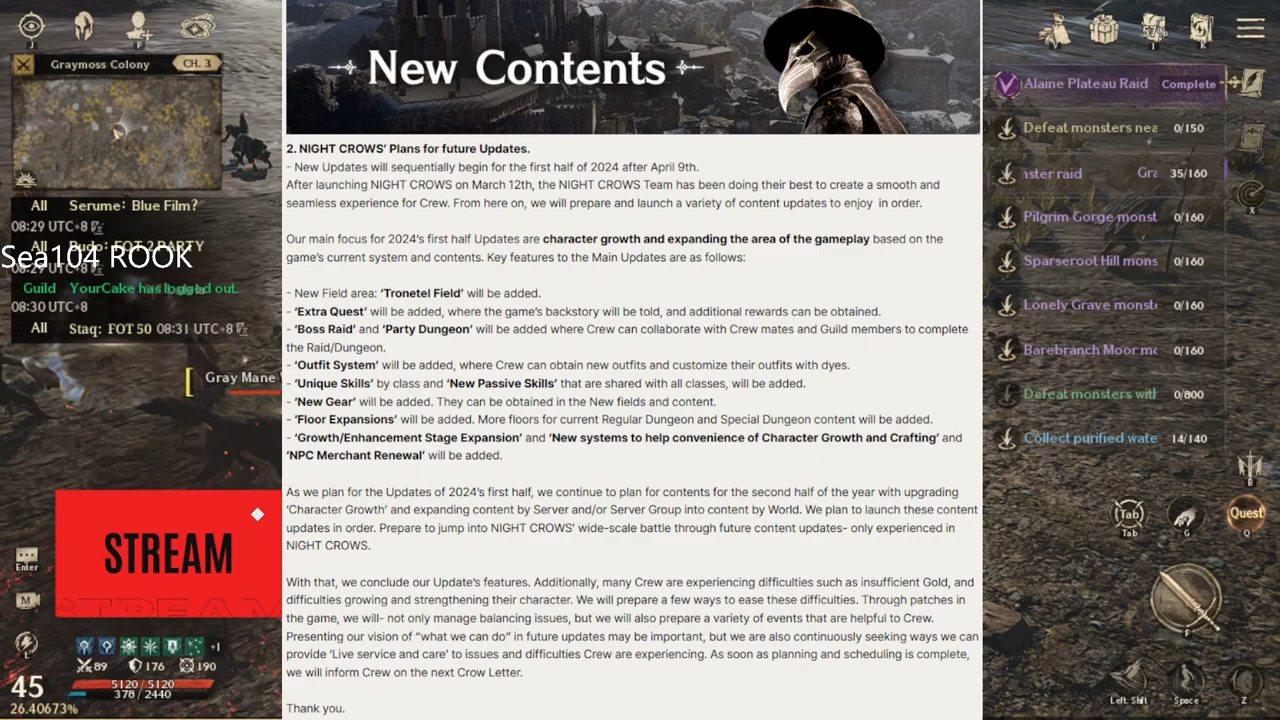 J
P
Graymoss Colony CH. 3
All Serume: Blue Film?
08:29 UTC+8
All Budo: FOT 2 PARTY
Sea104 ROOK
08:29 UTC+8
Guild YourCake has logged out.
08:30 UTC+8
All Staq: FOT 50 08:31 UTC+8
Gray Mane
STREAM
STREAM
Enter
M
L
+1
89 176 190
45
5120 / 5120
378 / 2440
26.40673%
New Contents
2. NIGHT CROWS’ Plans for future Updates.
- New Updates will sequentially begin for the first half of 2024 after April 9th.
After launching NIGHT CROWS on March 12th, the NIGHT CROWS Team has been doing their best to create a smooth and
seamless experience for Crew. From here on, we will prepare and launch a variety of content updates to enjoy in order.
Our main focus for 2024’s first half Updates are character growth and expanding the area of the gameplay based on the
game’s current system and contents. Key features to the Main Updates are as follows:
- New Field area: ‘Tronetel Field’ will be added.
- ‘Extra Quest’ will be added, where the game’s backstory will be told, and additional rewards can be obtained.
- ‘Boss Raid’ and ‘Party Dungeon’ will be added where Crew can collaborate with Crew mates and Guild members to complete
the Raid/Dungeon.
- ‘Outfit System’ will be added, where Crew can obtain new outfits and customize their outfits with dyes.
- ‘Unique Skills’ by class and ‘New Passive Skills’ that are shared with all classes, will be added.
- ‘New Gear’ will be added. They can be obtained in the New fields and content.
- ‘Floor Expansions’ will be added. More floors for current Regular Dungeon and Special Dungeon content will be added.
- ‘Growth/Enhancement Stage Expansion’ and ‘New systems to help convenience of Character Growth and Crafting’ and
‘NPC Merchant Renewal’ will be added.
As we plan for the Updates of 2024’s first half, we continue to plan for contents for the second half of the year with upgrading
‘Character Growth’ and expanding content by Server and/or Server Group into content by World. We plan to launch these content
updates in order. Prepare to jump into NIGHT CROWS’ wide-scale battle through future content updates- only experienced in
NIGHT CROWS.
With that, we conclude our Update’s features. Additionally, many Crew are experiencing difficulties such as insufficient Gold, and
difficulties growing and strengthening their character. We will prepare a few ways to ease these difficulties. Through patches in
the game, we will- not only manage balancing issues, but we will also prepare a variety of events that are helpful to Crew.
Presenting our vision of “what we can do” in future updates may be important, but we are also continuously seeking ways we can
provide ‘Live service and care’ to issues and difficulties Crew are experiencing. As soon as planning and scheduling is complete,
we will inform Crew on the next Crow Letter.
Thank you.
57%
I
K
Alaine Plateau Raid Complete
Defeat monsters nea 0/150
nster raid Gra 35/160
Pilgrim Gorge monst 0/160
Sparseroot Hill mons 0/160
Lonely Grave monste 0/160
Barebranch Moor mo 0/160
Defeat monsters with 0/800
Collect purified wate 14/140
X
B
Tab
Tab
G
Quest
Q
F
Left Shift
Space
Z